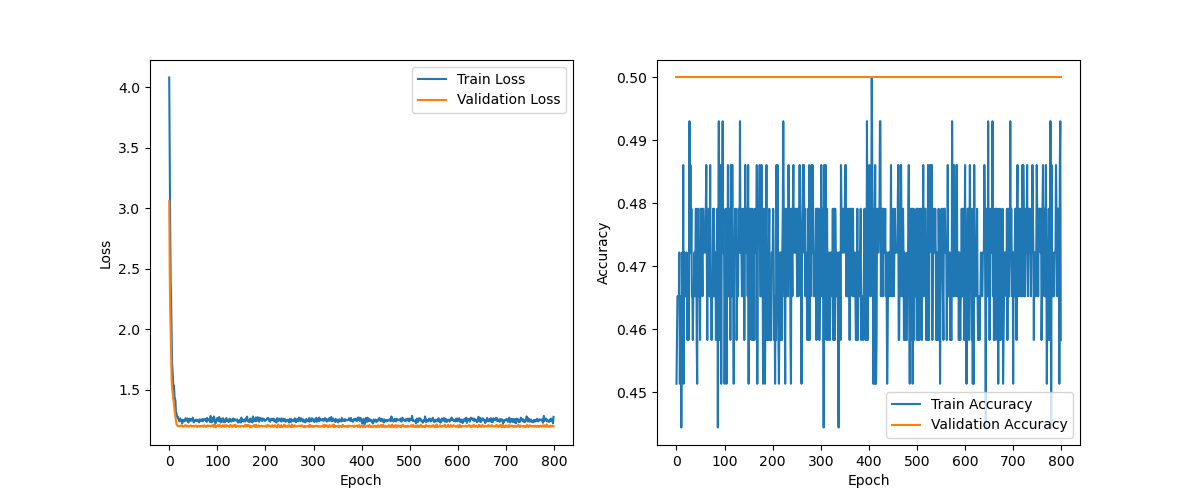 Train Loss
Validation Loss
4.0
3.5
3.0
2.5
2.0
1.5
Loss
0 100 200 300 400 500 600 700 800
Epoch
0.50
0.49
0.48
0.47
0.46
0.45
Accuracy
Train Accuracy
Validation Accuracy
0 100 200 300 400 500 600 700 800
Epoch